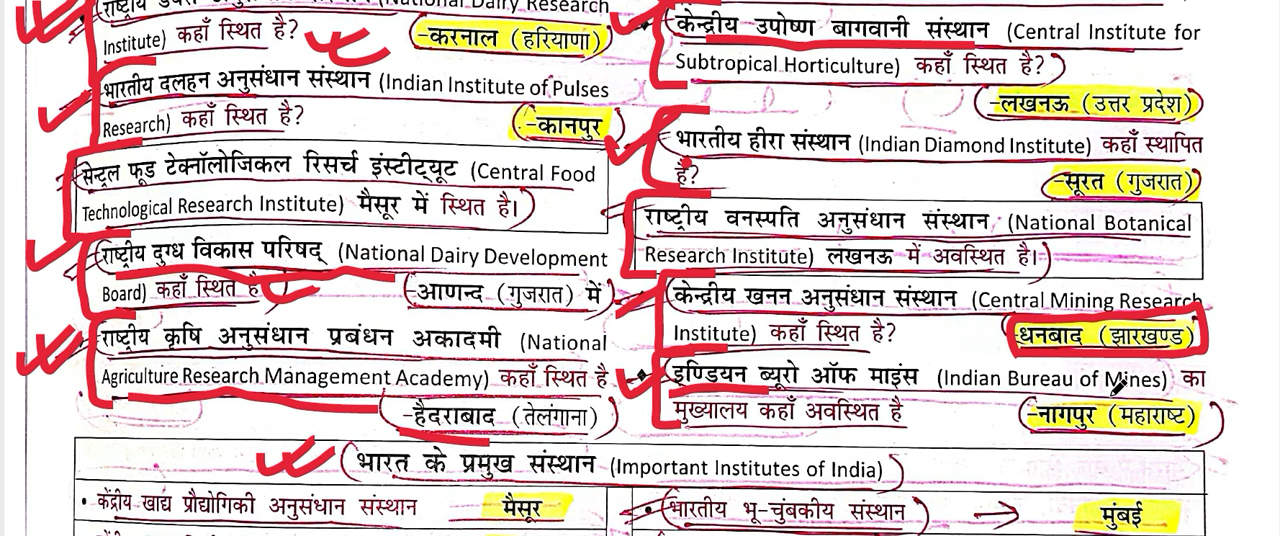 राष्ट्रीय डेयरी अनुसंधान संस्थान (National Dairy Research
Institute) कहाँ स्थित है?
-करनाल (हरियाणा)
भारतीय दलहन अनुसंधान संस्थान (Indian Institute of Pulses
Research) कहाँ स्थित है?
-कानपुर
सेन्ट्रल फूड टेक्नॉलोजिकल रिसर्च इंस्टीट्यूट (Central Food
Technological Research Institute) मैसूर में स्थित है।
राष्ट्रीय दुग्ध विकास परिषद् (National Dairy Development
Board) कहाँ स्थित है
-आणन्द (गुजरात) में
राष्ट्रीय कृषि अनुसंधान प्रबंधन अकादमी (National
Agriculture Research Management Academy) कहाँ स्थित है
-हैदराबाद (तेलंगाना)
केन्द्रीय उपोष्ण बागवानी संस्थान (Central Institute for
Subtropical Horticulture) कहाँ स्थित है?
-लखनऊ (उत्तर प्रदेश)
भारतीय हीरा संस्थान (Indian Diamond Institute) कहाँ स्थापित
है?
-सूरत (गुजरात)
राष्ट्रीय वनस्पति अनुसंधान संस्थान, (National Botanical
Research Institute) लखनऊ में अवस्थित है।
केन्द्रीय खनन अनुसंधान संस्थान (Central Mining Research
Institute) कहाँ स्थित है?
धनबाद (झारखण्ड)
• इण्डियन ब्यूरो ऑफ माइंस (Indian Bureau of Mines) का
मुख्यालय कहाँ अवस्थित है
-नागपुर (महाराष्ट)
भारत के प्रमुख संस्थान (Important Institutes of India)
• केंद्रीय खाद्य प्रौद्योगिकी अनुसंधान संस्थान मैसूर
• भारतीय भू-चुंबकीय संस्थान → मुंबई